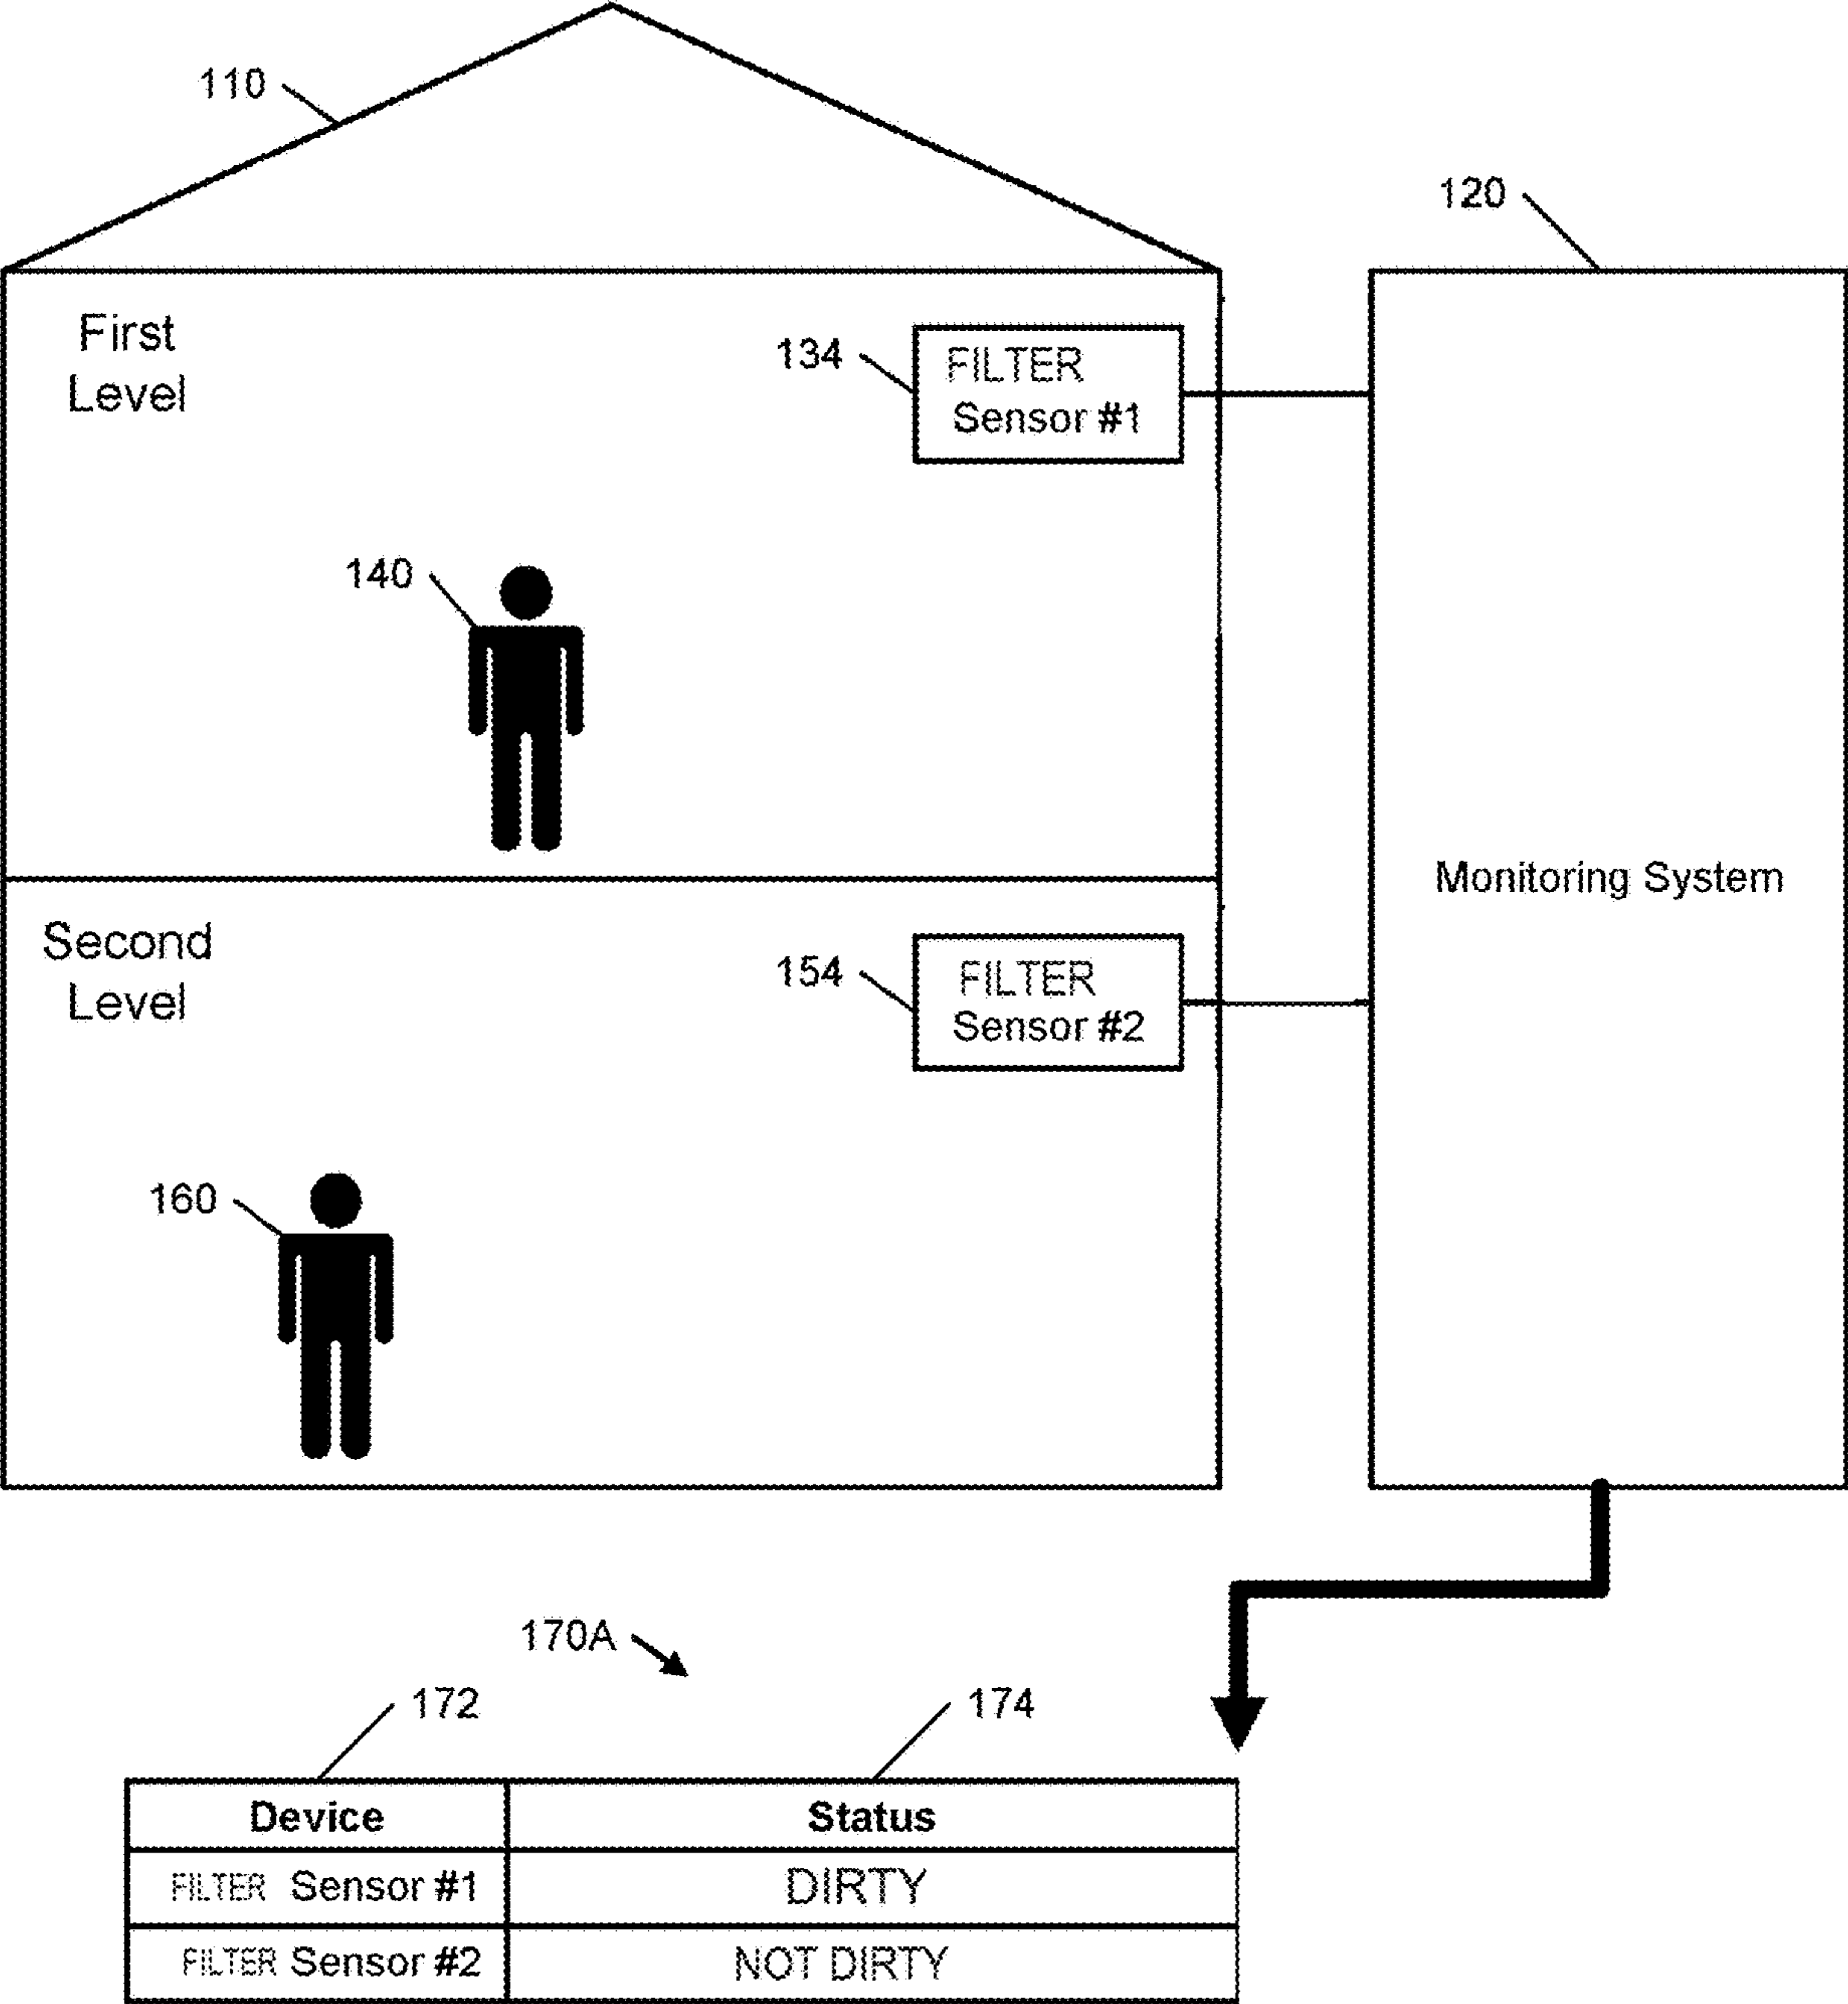 110
120
First
Level
134
FILTER
Sensor #1
140
Monitoring System
Second
Level
154
FILTER
Sensor #2
160
170A
172
174
Device Status
FILTER Sensor #1 DIRTY
FILTER Sensor #2 NOT DIRTY